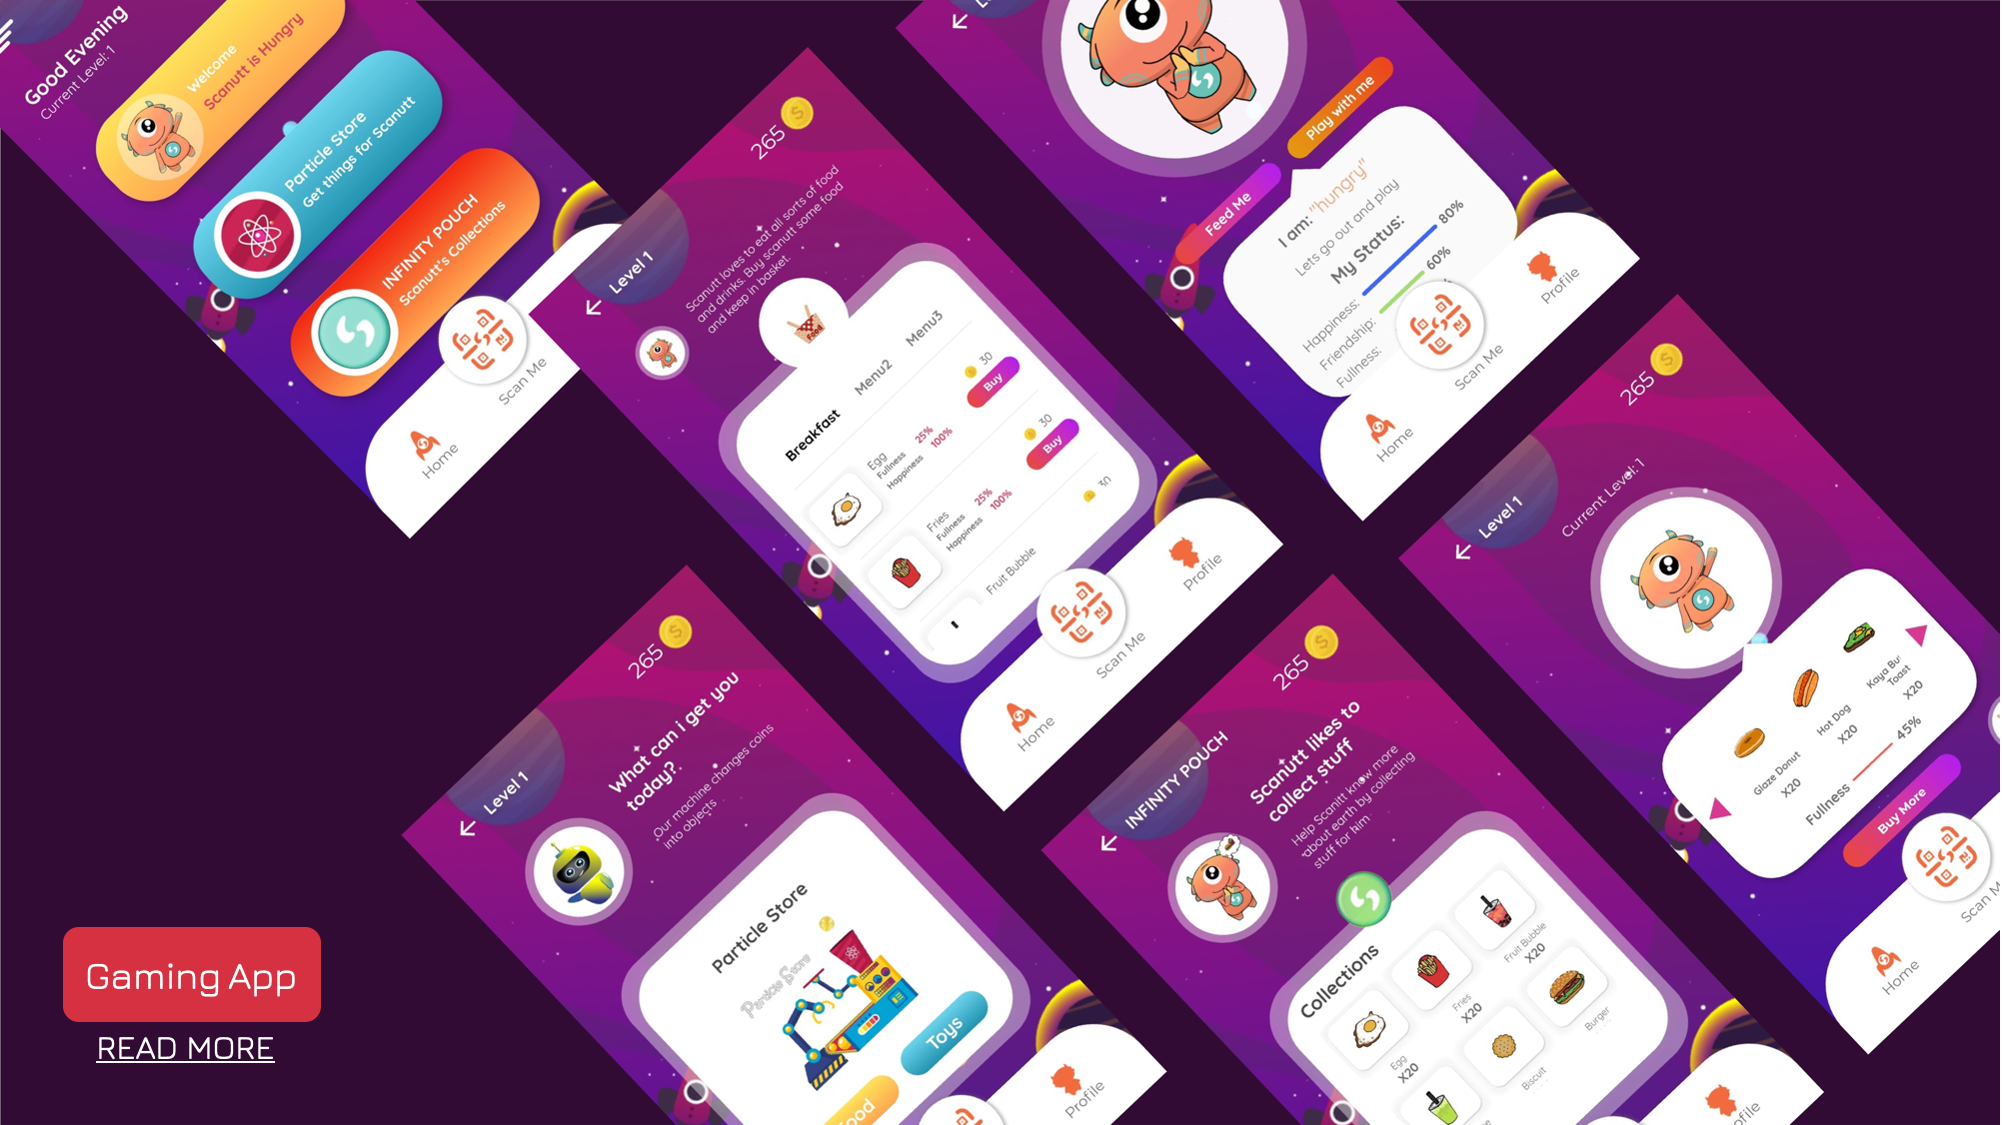 Good Evening
Current Level: 1
Welcome
Scanutt is Hungry
Particle Store
Get things for Scanutt
INFINITY POUCH
Scanutt's Collections
Home
Scan Me
265
Level 1
Scanutt loves to eat all sorts of food
and drinks. Buy scanutt some food
and keep in basket.
FOOD
Breakfast
Menu2
Menu3
Egg
Fullness 25%
Happiness 100%
30
Buy
Fries
Fullness 25%
Happiness 100%
30
Buy
Fruit Bubble
30
Home
Scan Me
Profile
Feed Me
Play with me
I am: "hungry"
Lets go out and play
My Status:
Happiness: 80%
Friendship: 60%
Fullness:
Home
Scan Me
Profile
265
Level 1
Current Level: 1
Glaze Donut
X20
Hot Dog
X20
Toast
X20
Fullness 45%
Buy More
Home
Scan M
265
Level 1
What can i get you
today?
Our machine changes coins
into objects
Particle Store
Particle Store
Toys
ood
Profile
265
INFINITY POUCH
Scanutt likes to
collect stuff
Help Scanitt know more
about earth by collecting
stuff for him
Collections
Egg
X20
Fries
X20
Fruit Bubble
X20
Biscuit
Burger
Profile
Gaming App
READ MORE